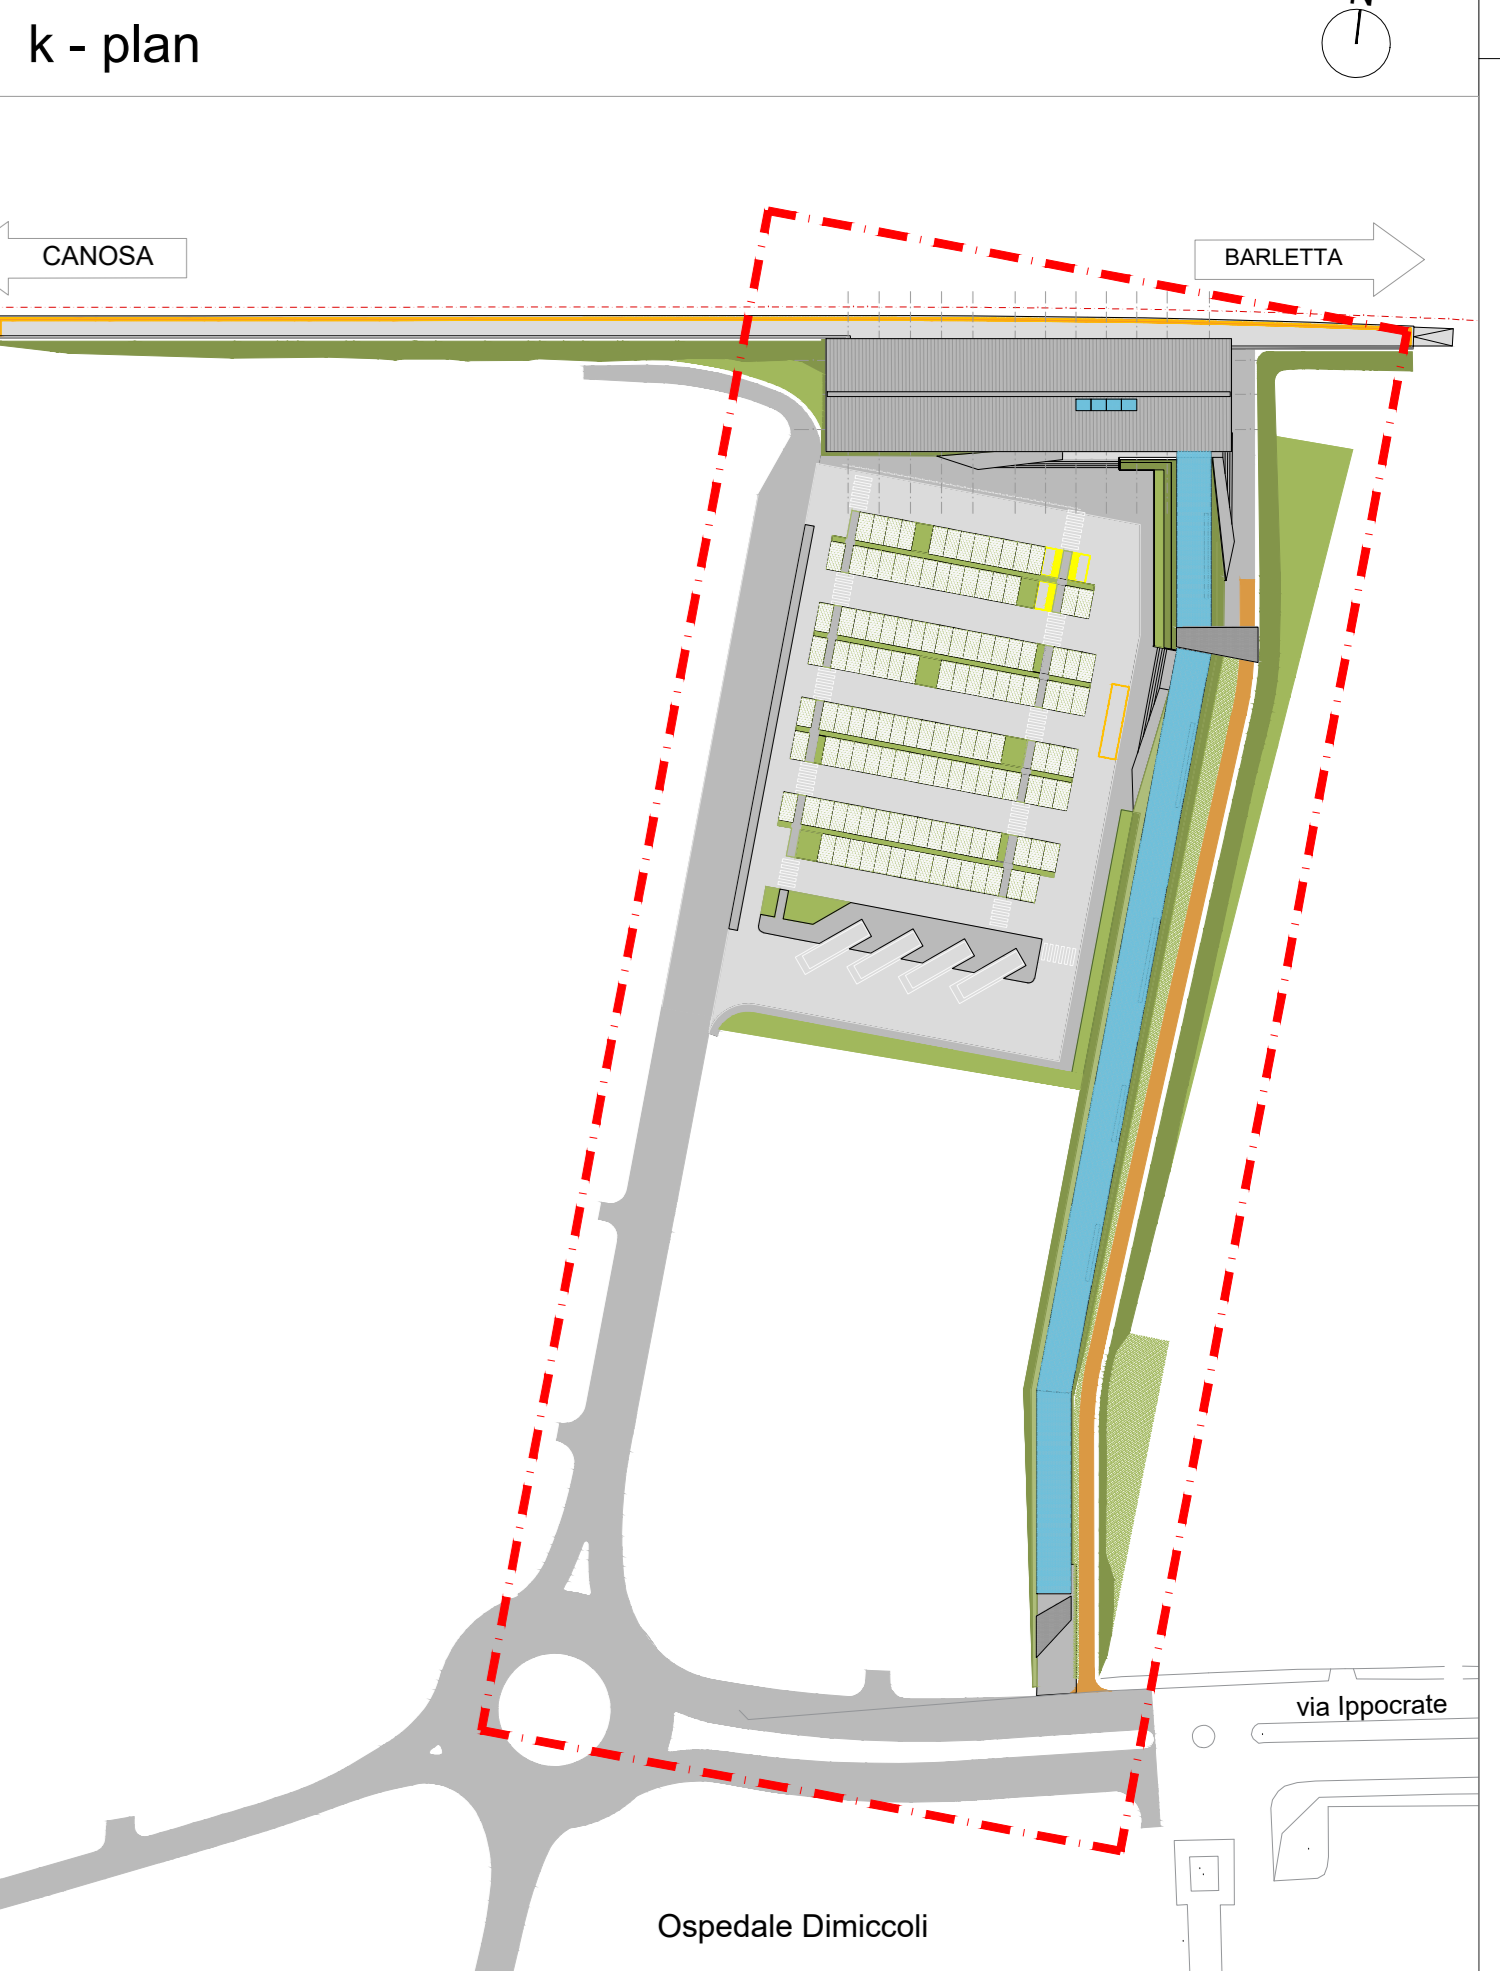 N
k - plan
CANOSA
BARLETTA
via Ippocrate
Ospedale Dimiccoli